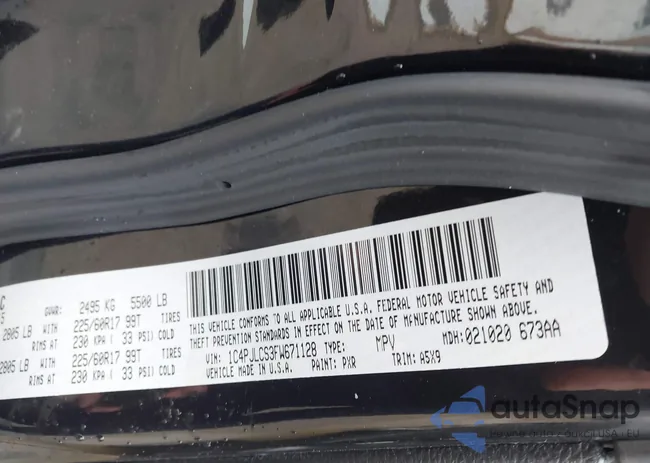 C
S
GVWR: 2495 KG 5500 LB
2805 LB WITH 225/60R17 99T TIRES
RIMS AT 230 KPA ( 33 PSI) COLD
2805 LB WITH 225/60R17 99T TIRES
RIMS AT 230 KPA ( 33 PSI) COLD
THIS VEHICLE CONFORMS TO ALL APPLICABLE U.S.A. FEDERAL MOTOR VEHICLE SAFETY AND
THEFT PREVENTION STANDARDS IN EFFECT ON THE DATE OF MANUFACTURE SHOWN ABOVE.
VIN: 1C4PJLCS3FW671128 TYPE: MPV MDH:021020 673AA
VEHICLE MADE IN U.S.A. PAINT: PXR TRIM: A5X9
autoSnap